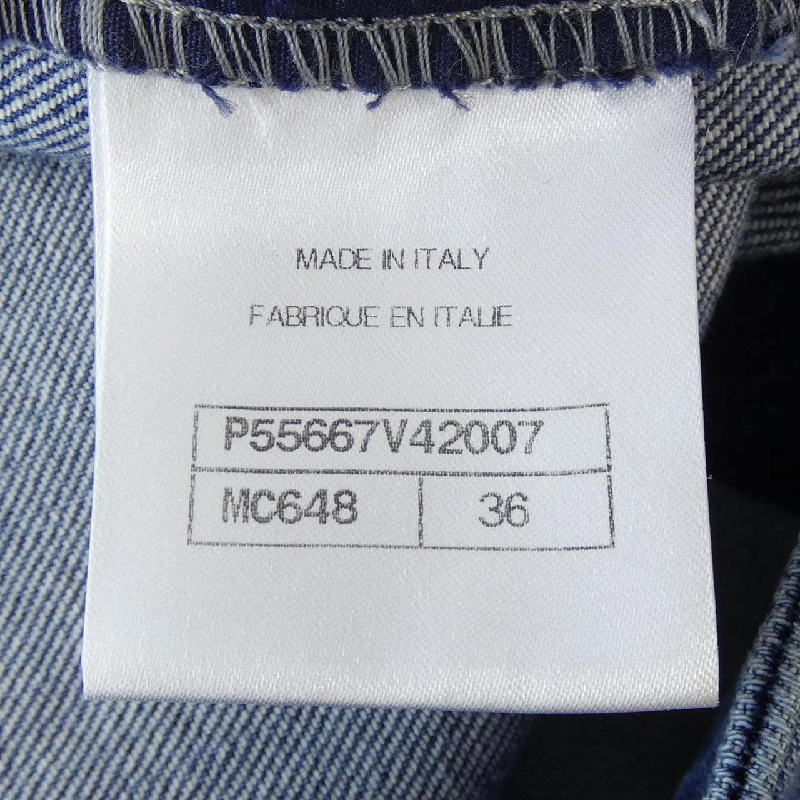 MADE IN ITALY
FABRIQUE EN ITALIE
P55667V42007
MC648 36